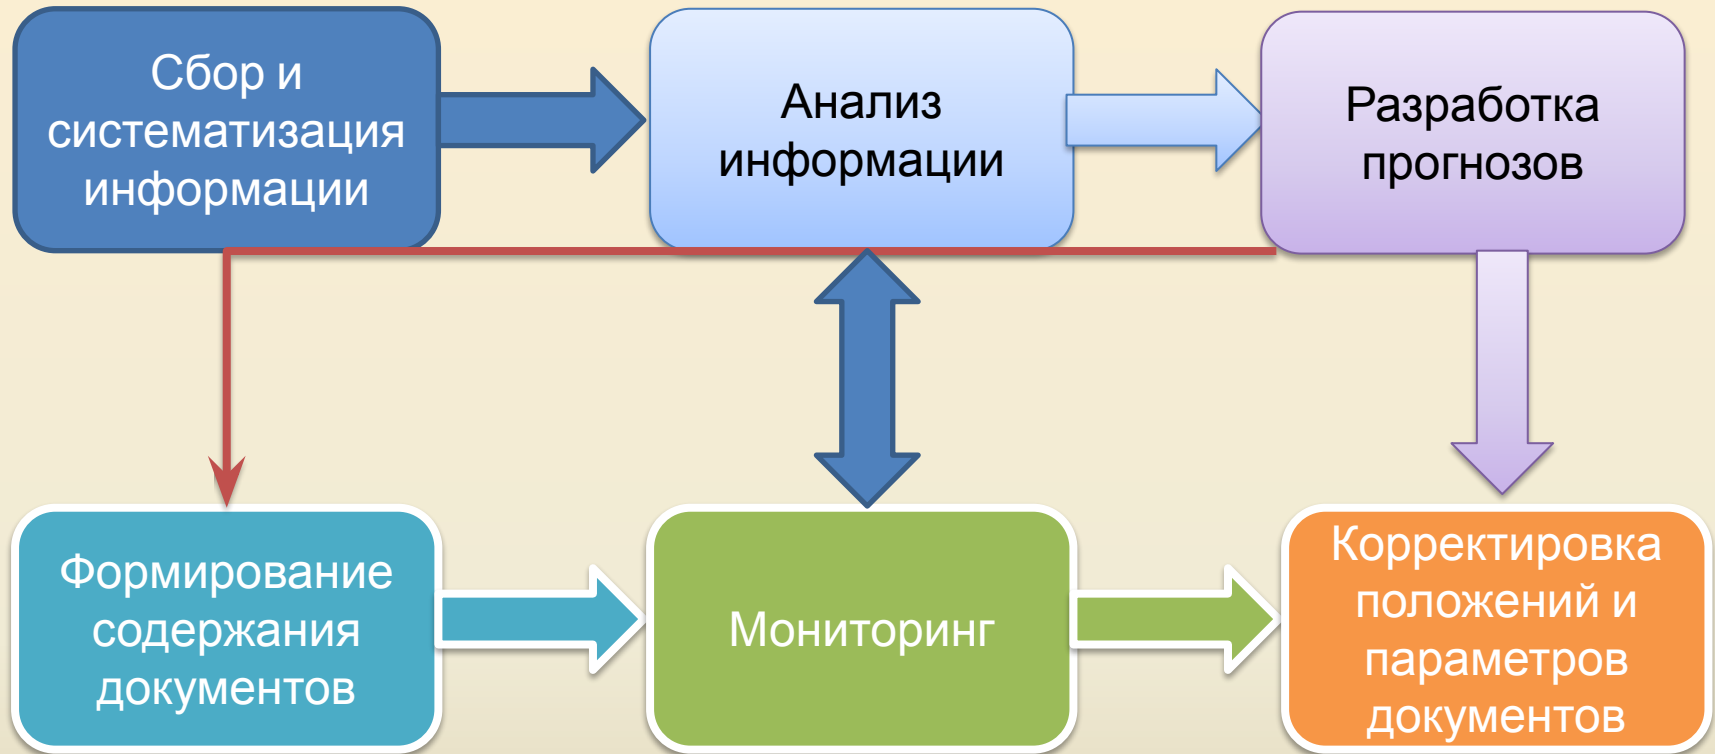 Сбор и
систематизация
информации
Анализ
информации
Разработка
прогнозов
Формирование
содержания
документов
Мониторинг
Корректировка
положений и
параметров
документов